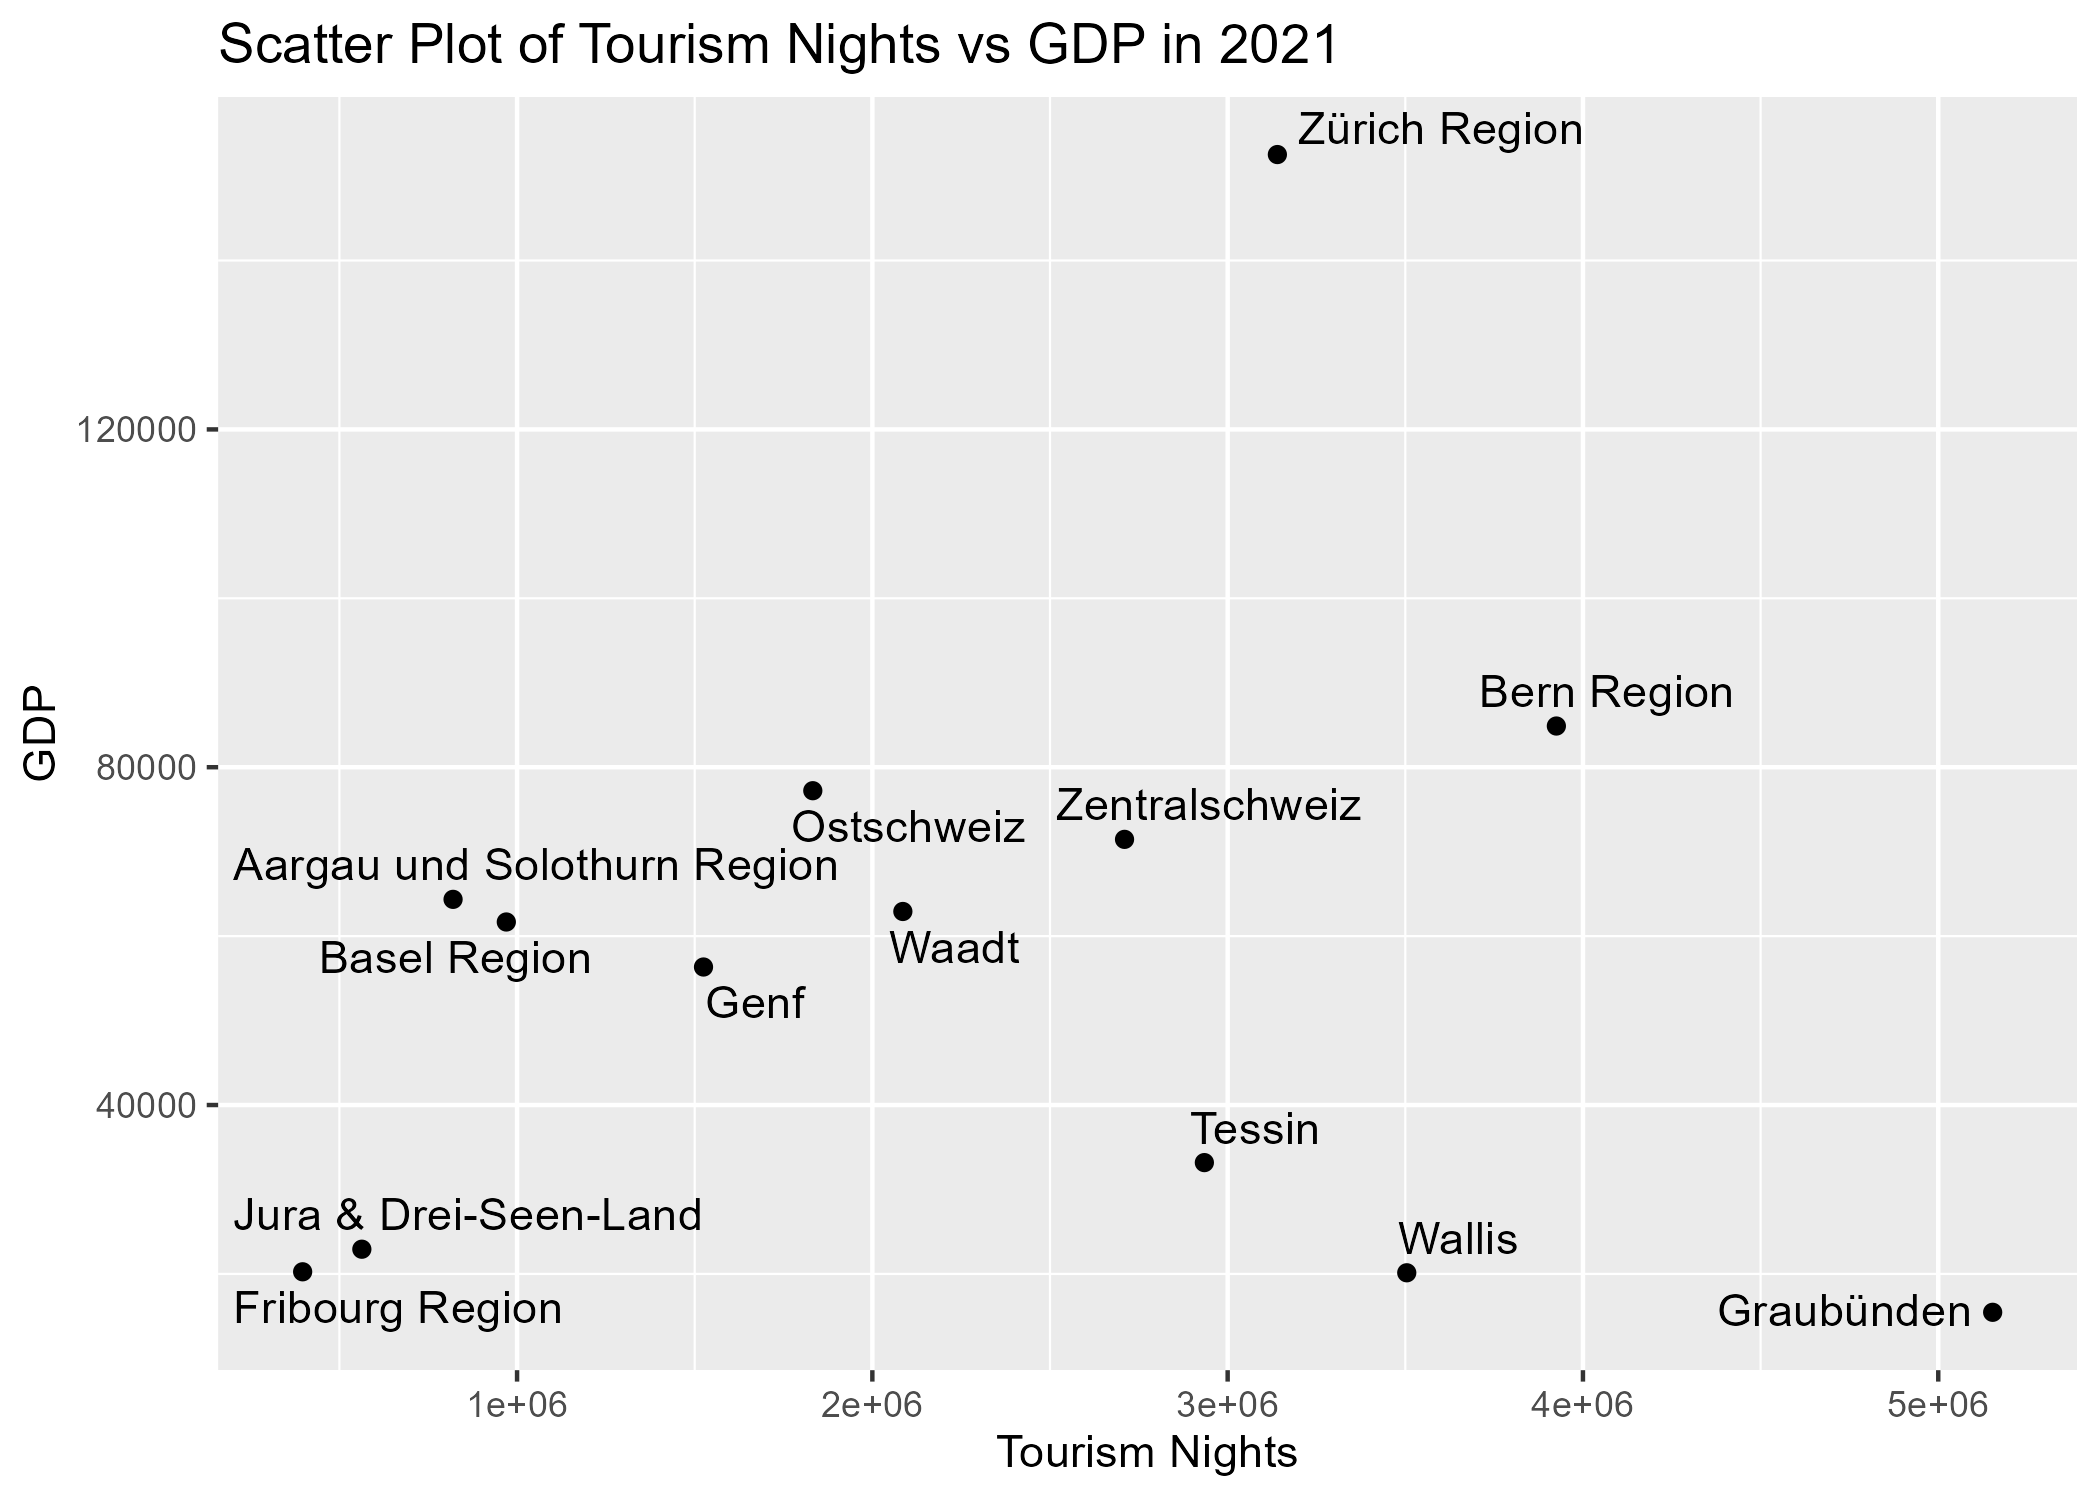 Scatter Plot of Tourism Nights vs GDP in 2021
Zürich Region
120000
Bern Region
GDP
80000
Zentralschweiz
Ostschweiz
Aargau und Solothurn Region
Waadt
Basel Region
Genf
40000
Tessin
Jura & Drei-Seen-Land
Wallis
Fribourg Region
Graubünden
1e+06 2e+06 3e+06 4e+06 5e+06
Tourism Nights